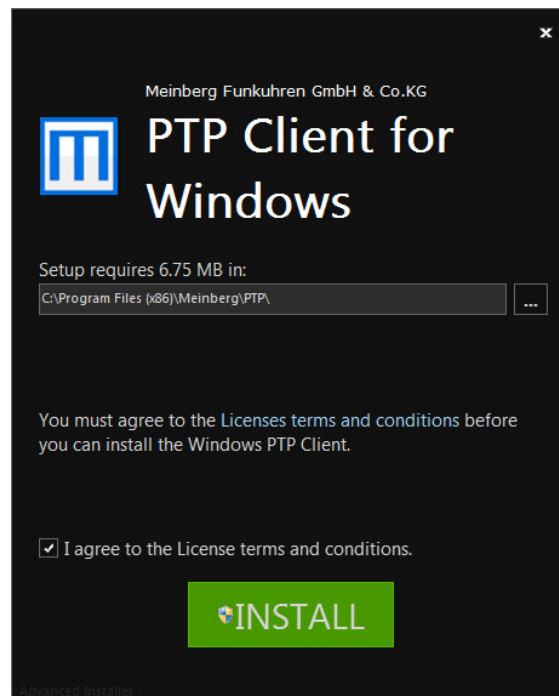 Meinberg Funkuhren GmbH & Co.KG
PTP Client for
Windows
Setup requires 6.75 MB in:
C:\Program Files (x86)\Meinberg\PTP\
...
You must agree to the Licenses terms and conditions before
you can install the Windows PTP Client.
I agree to the License terms and conditions.
INSTALL
Advanced Installer